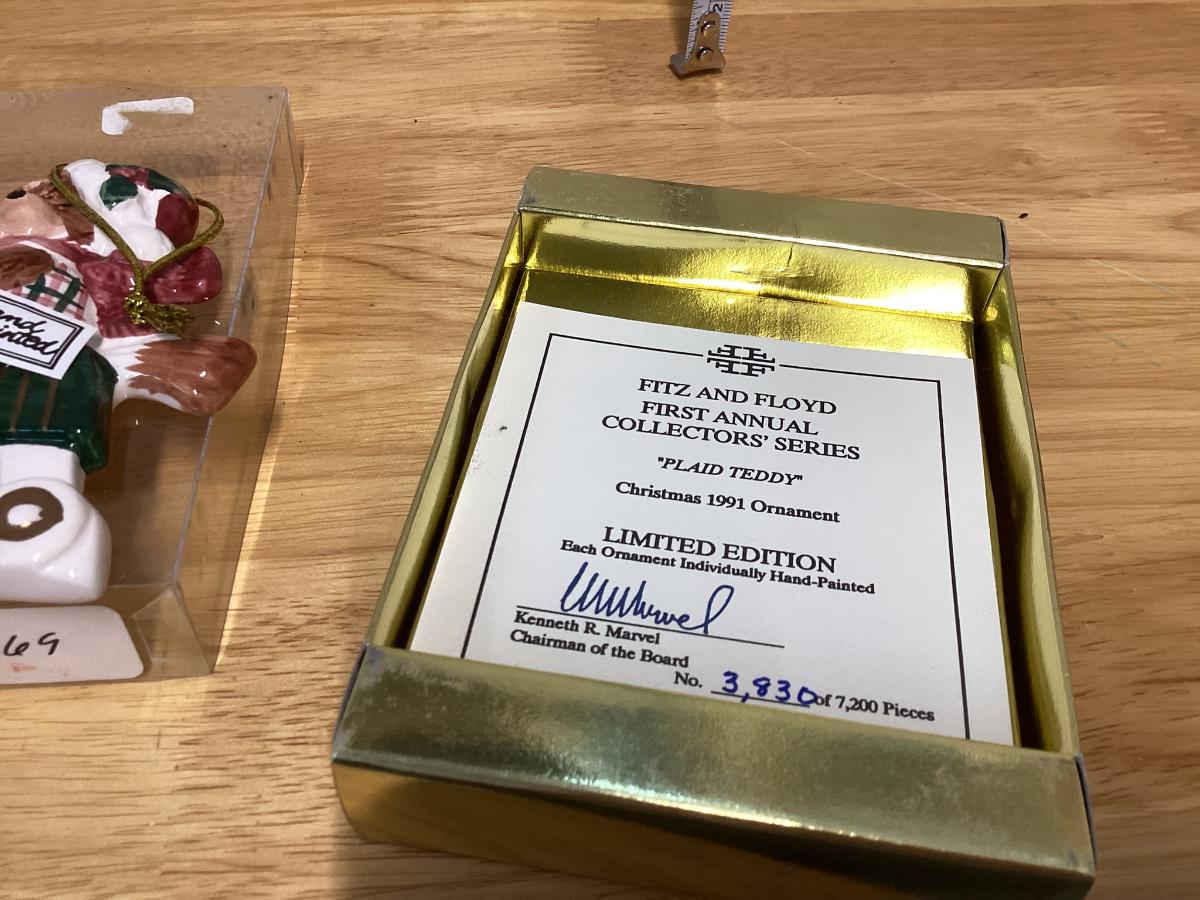 FITZ AND FLOYD
FIRST ANNUAL
COLLECTORS' SERIES
"PLAID TEDDY"
Christmas 1991 Ornament
LIMITED EDITION
Each Ornament Individually Hand-Painted
Kenneth R. Marvel
Chairman of the Board
No. 3,830 of 7,200 Pieces
69
2